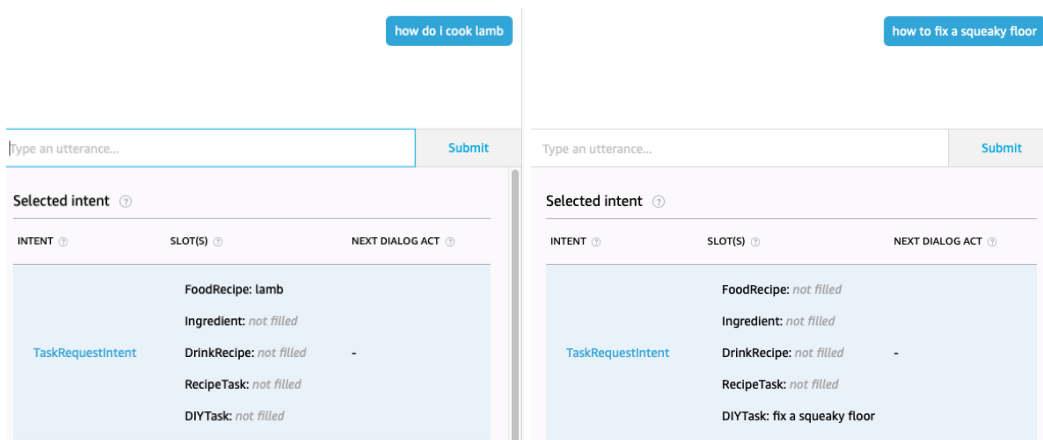 how do i cook lamb
Type an utterance...
Submit
Selected intent
INTENT SLOT(S) NEXT DIALOG ACT
FoodRecipe: lamb
Ingredient: not filled
TaskRequestIntent DrinkRecipe: not filled -
RecipeTask: not filled
DIYTask: not filled
how to fix a squeaky floor
Type an utterance...
Submit
Selected intent
INTENT SLOT(S) NEXT DIALOG ACT
FoodRecipe: not filled
Ingredient: not filled
TaskRequestIntent DrinkRecipe: not filled -
RecipeTask: not filled
DIYTask: fix a squeaky floor